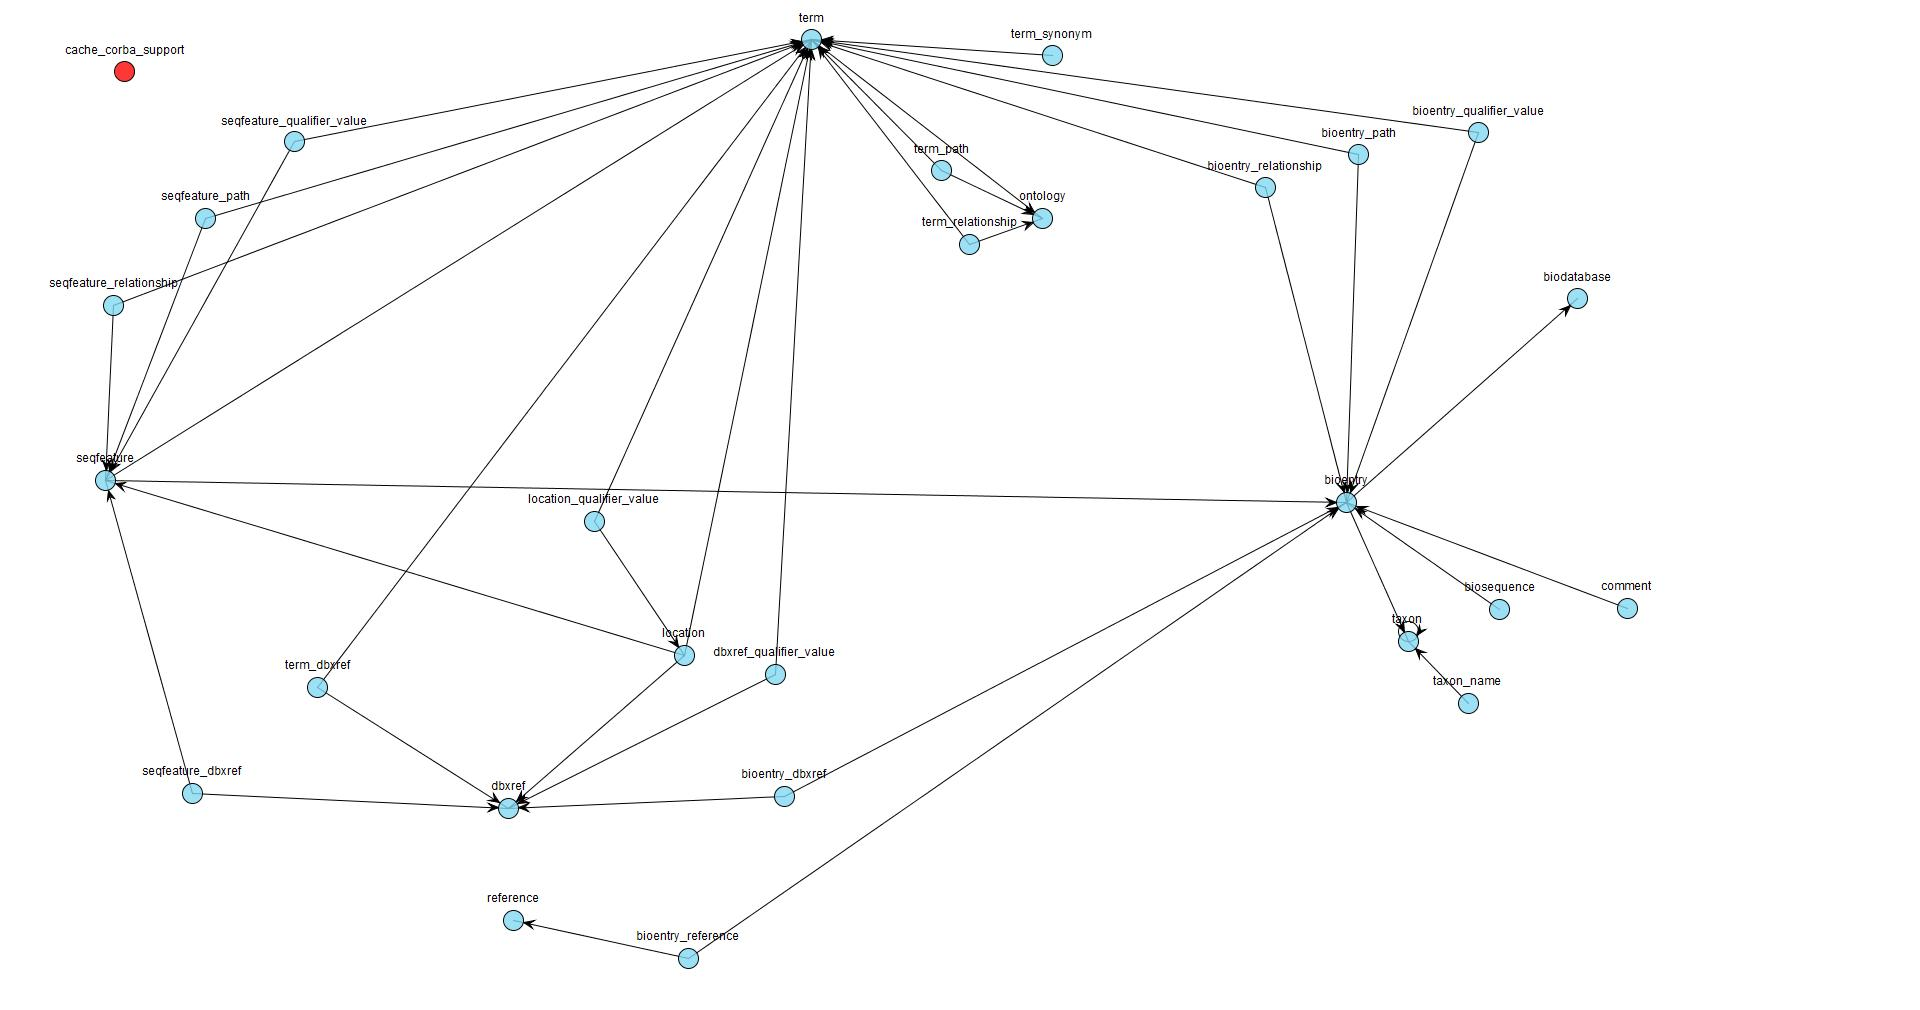 term
term_synonym
cache_corba_support
bioentry_qualifier_value
seqfeature_qualifier_value
bioentry_path
term_path
bioentry_relationship
seqfeature_path
ontology
term_relationship
biodatabase
seqfeature_relationship
seqfeature
bioentry
location_qualifier_value
biosequence
comment
taxon
location
dbxref_qualifier_value
term_dbxref
taxon_name
seqfeature_dbxref
bioentry_dbxref
dbxref
reference
bioentry_reference